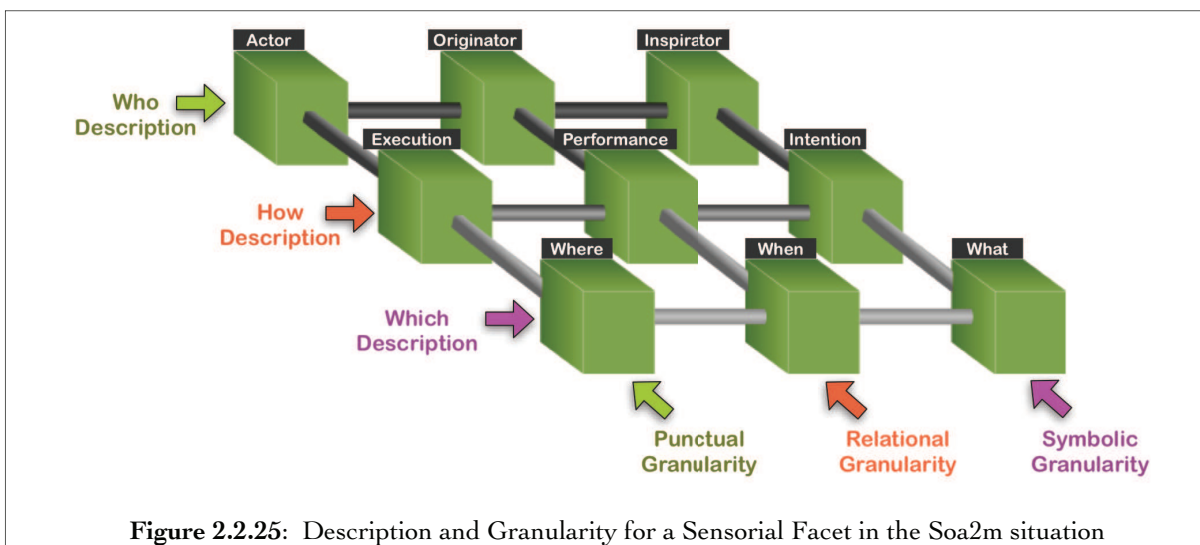 Actor Originator Inspirator
Who
Description
Execution Performance Intention
How
Description
Where When What
Which
Description
Punctual
Granularity
Relational
Granularity
Symbolic
Granularity
Figure 2.2.25: Description and Granularity for a Sensorial Facet in the Soa2m situation